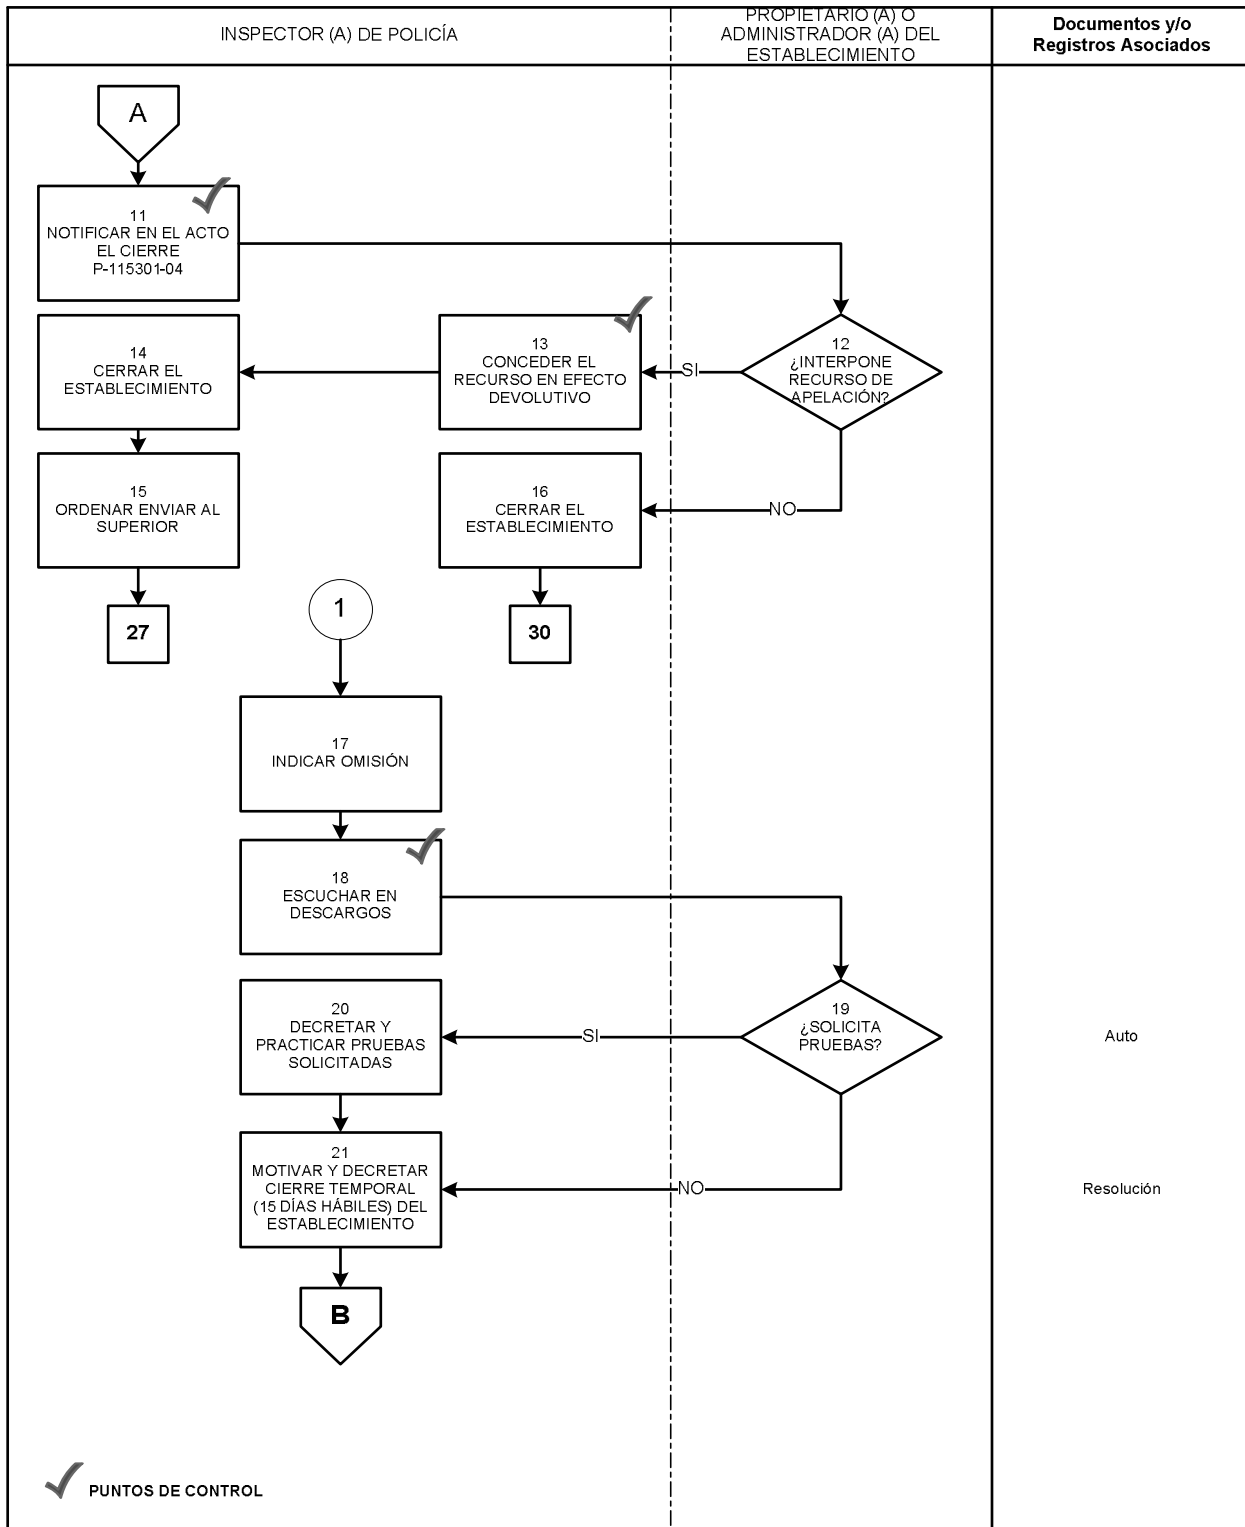 INSPECTOR (A) DE POLICÍA
PROPIETARIO (A) O
ADMINISTRADOR (A) DEL
ESTABLECIMIENTO
Documentos y/o
Registros Asociados
A
11
NOTIFICAR EN EL ACTO
EL CIERRE
P-115301-04
12
¿INTERPONE
RECURSO DE
APELACIÓN?
SI
13
CONCEDER EL
RECURSO EN EFECTO
DEVOLUTIVO
14
CERRAR EL
ESTABLECIMIENTO
15
ORDENAR ENVIAR AL
SUPERIOR
NO
16
CERRAR EL
ESTABLECIMIENTO
27
1
30
17
INDICAR OMISIÓN
18
ESCUCHAR EN
DESCARGOS
19
¿SOLICITA
PRUEBAS?
SI
20
DECRETAR Y
PRACTICAR PRUEBAS
SOLICITADAS
Auto
21
MOTIVAR Y DECRETAR
CIERRE TEMPORAL
(15 DÍAS HÁBILES) DEL
ESTABLECIMIENTO
NO
Resolución
B
PUNTOS DE CONTROL